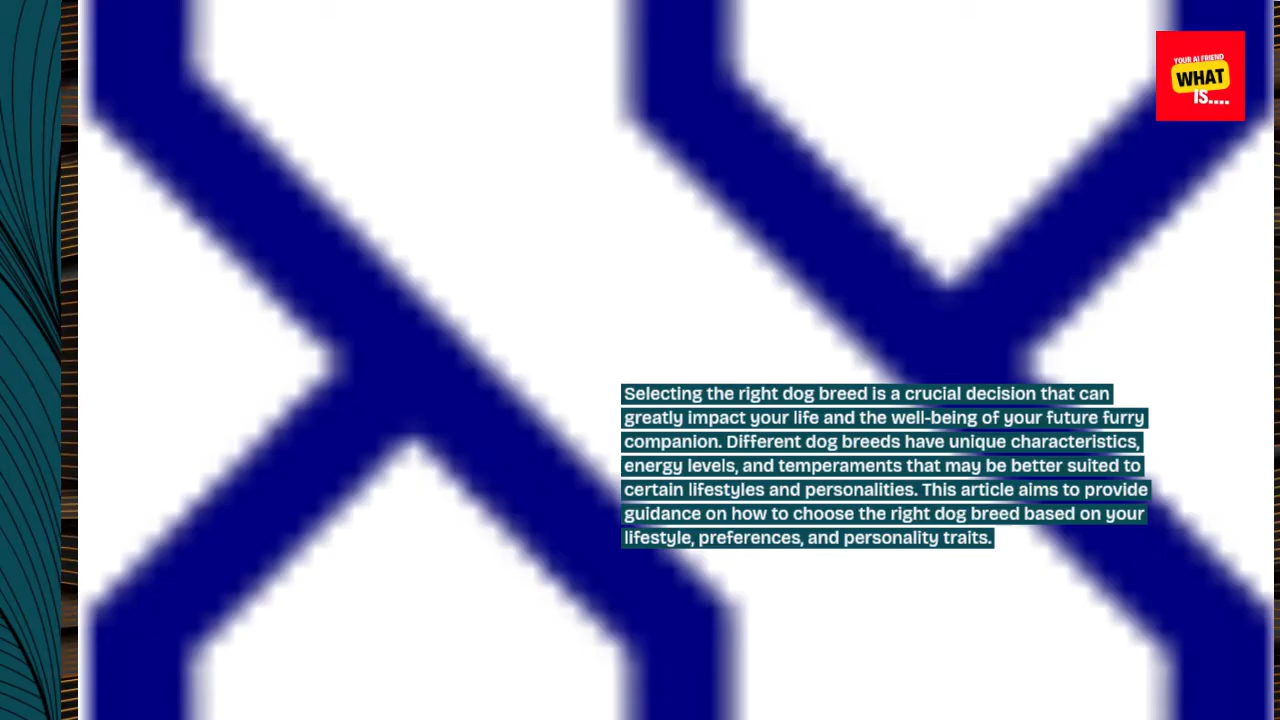 YOUR AI FRIEND
WHAT
IS....
Selecting the right dog breed is a crucial decision that can
greatly impact your life and the well-being of your future furry
companion. Different dog breeds have unique characteristics,
energy levels, and temperaments that may be better suited to
certain lifestyles and personalities. This article aims to provide
guidance on how to choose the right dog breed based on your
lifestyle, preferences, and personality traits.